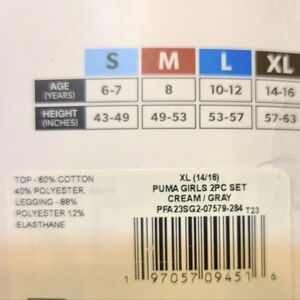 S M L XL
AGE (YEARS) 6-7 8 10-12 14-16
HEIGHT (INCHES) 43-49 49-53 53-57 57-63
TOP - 60% COTTON
40% POLYESTER,
LEGGING - 88%
POLYESTER 12%
ELASTHANE
XL (14/16)
PUMA GIRLS 2PC SET
CREAM / GRAY
PFA23SG2-07579-284 T23
1 97057 09451 6